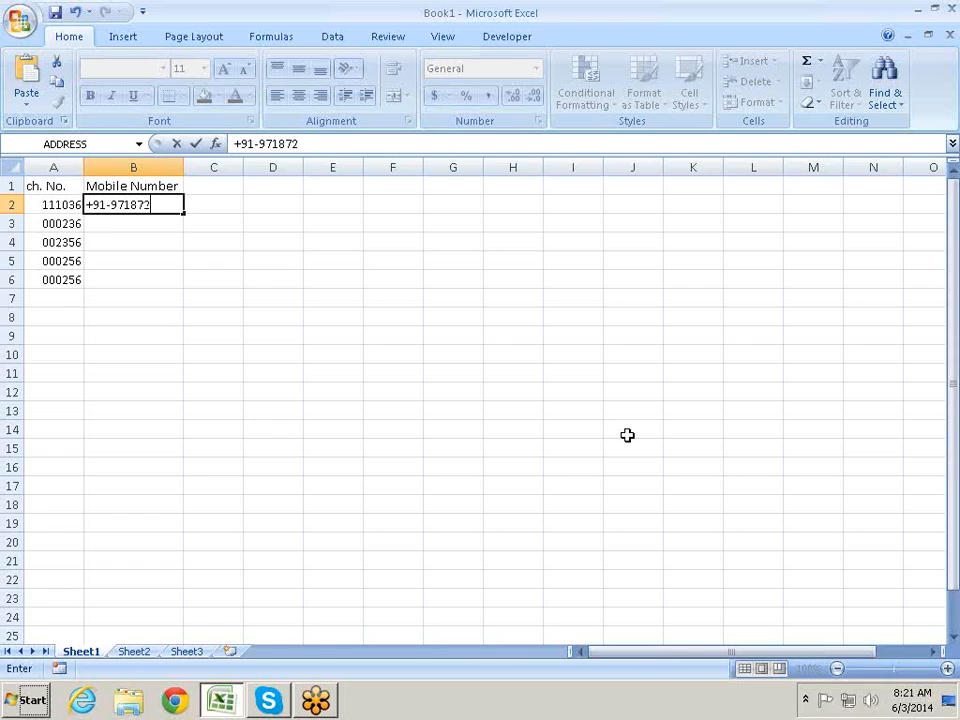 Book1 - Microsoft Excel
Home Insert Page Layout Formulas Data Review View Developer
Paste
11
General
Conditional Formatting
Format as Table
Cell Styles
Insert
Delete
Format
Sort & Filter
Find & Select
Clipboard Font Alignment Number Styles Cells Editing
ADDRESS +91-971872
A B C D E F G H I J K L M N O
1 ch. No. Mobile Number
2 111036 +91-971872
3 000236
4 002356
5 000256
6 000256
7
8
9
10
11
12
13
14
15
16
17
18
19
20
21
22
23
24
25
Sheet1 Sheet2 Sheet3
Enter 100%
Start 8:21 AM
6/3/2014